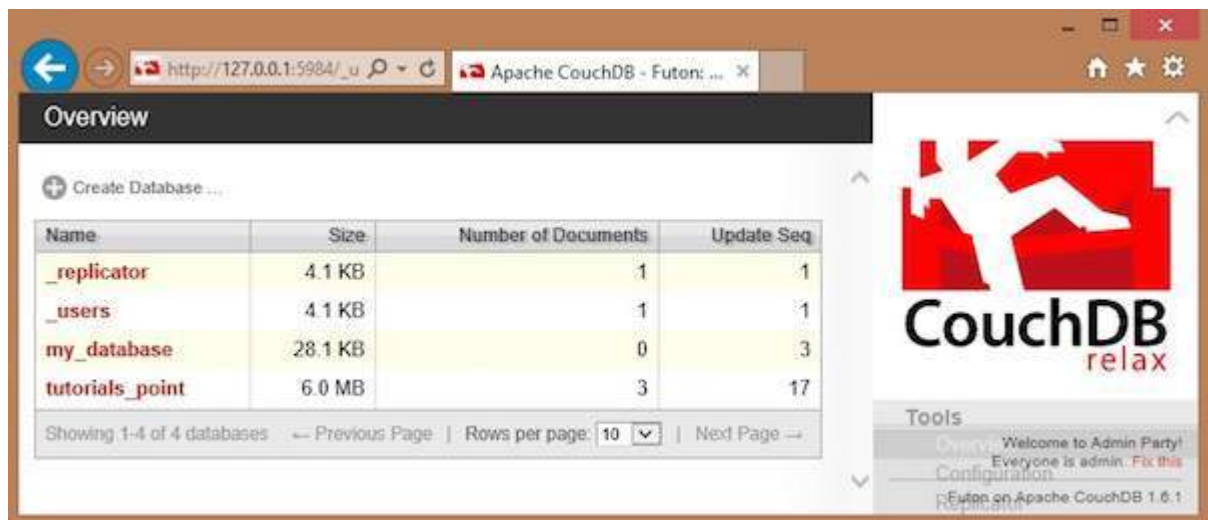 http://127.0.0.1:5984/_u
Apache CouchDB - Futon: ...
Overview
Create Database ...
Name Size Number of Documents Update Seq
_replicator 4.1 KB 1 1
_users 4.1 KB 1 1
my_database 28.1 KB 0 3
tutorials_point 6.0 MB 3 17
Showing 1-4 of 4 databases ← Previous Page | Rows per page: 10 | Next Page →
CouchDB
relax
Tools
Overview
Welcome to Admin Party!
Everyone is admin. Fix this
Configuration
Replicator
Futon on Apache CouchDB 1.6.1